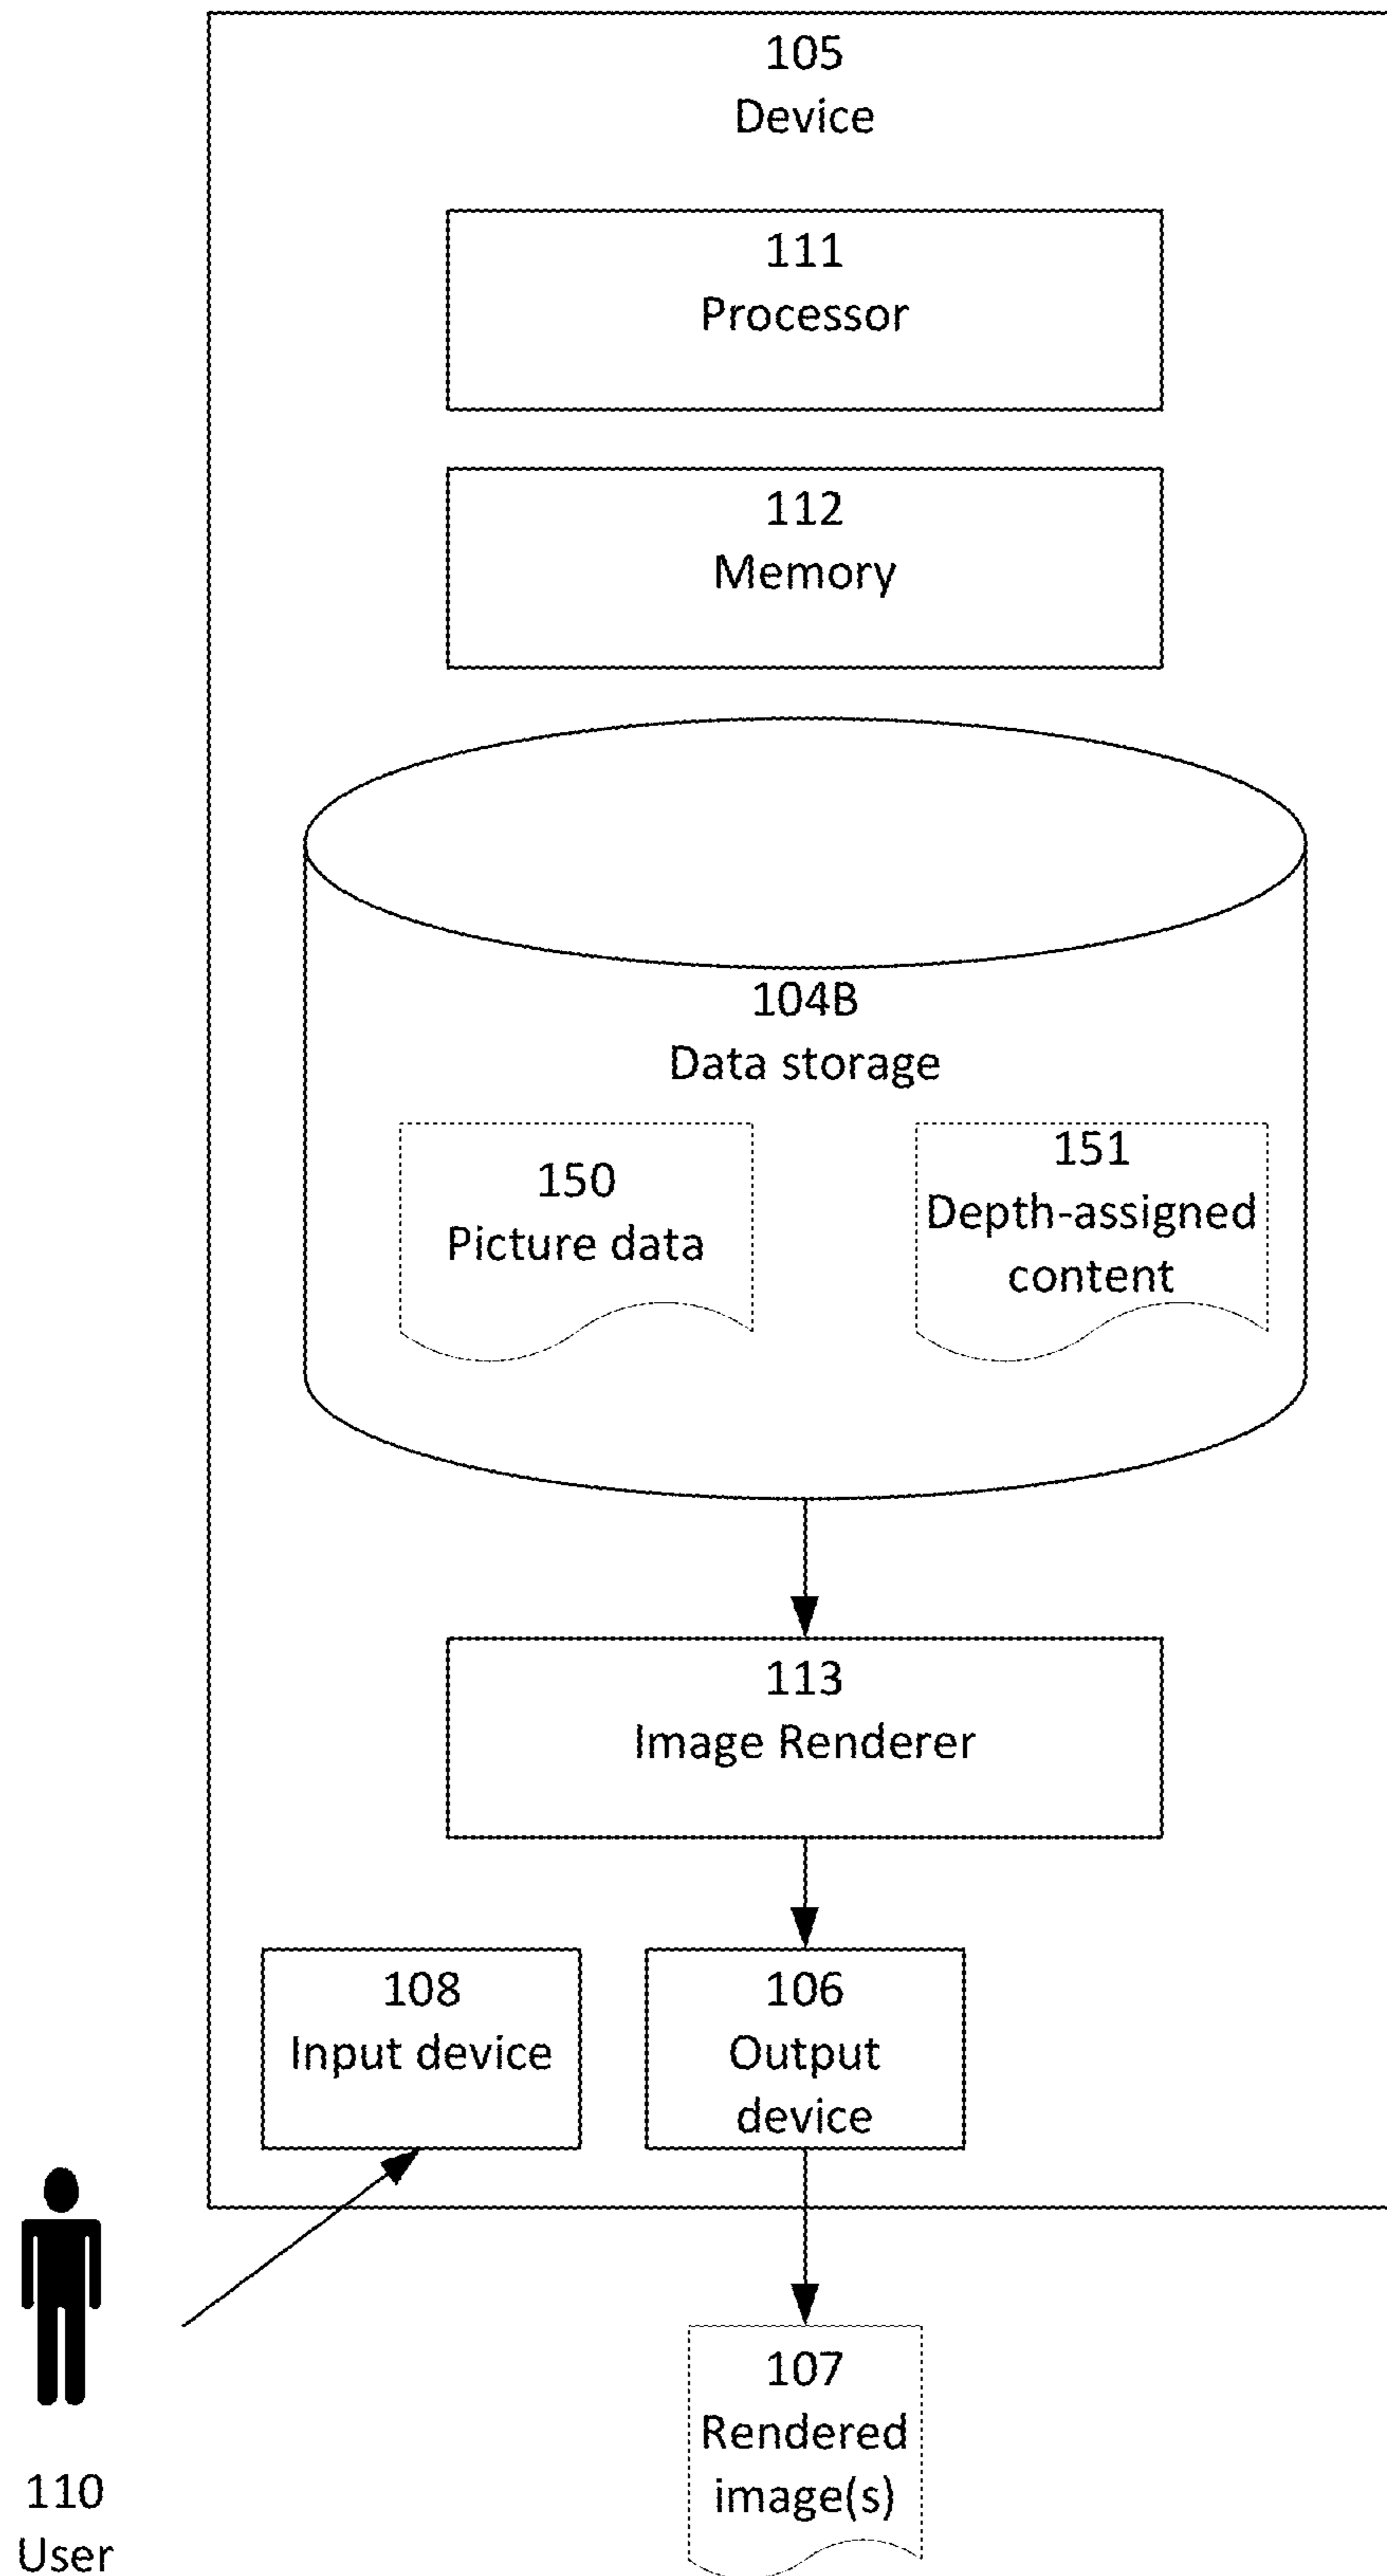 105
Device
111
Processor
112
Memory
104B
Data storage
150
Picture data
151
Depth-assigned
content
113
Image Renderer
108
Input device
106
Output
device
107
Rendered
image(s)
110
User